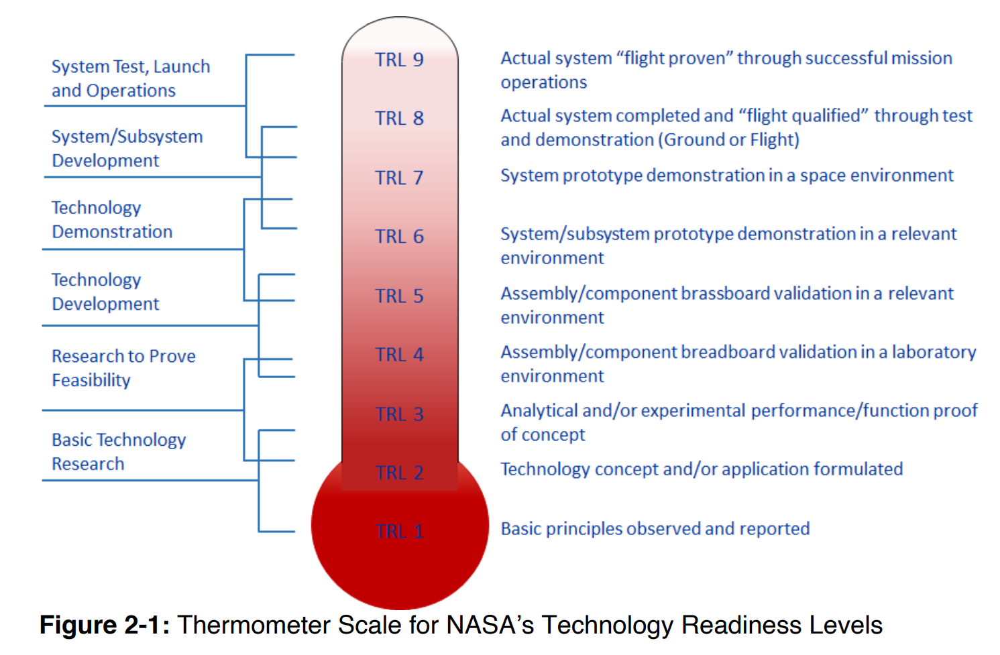 System Test, Launch
and Operations
System/Subsystem
Development
Technology
Demonstration
Technology
Development
Research to Prove
Feasibility
Basic Technology
Research
TRL 9
TRL 8
TRL 7
TRL 6
TRL 5
TRL 4
TRL 3
TRL 2
TRL 1
Actual system “flight proven” through successful mission
operations
Actual system completed and “flight qualified” through test
and demonstration (Ground or Flight)
System prototype demonstration in a space environment
System/subsystem prototype demonstration in a relevant
environment
Assembly/component brassboard validation in a relevant
environment
Assembly/component breadboard validation in a laboratory
environment
Analytical and/or experimental performance/function proof
of concept
Technology concept and/or application formulated
Basic principles observed and reported
Figure 2-1: Thermometer Scale for NASA’s Technology Readiness Levels